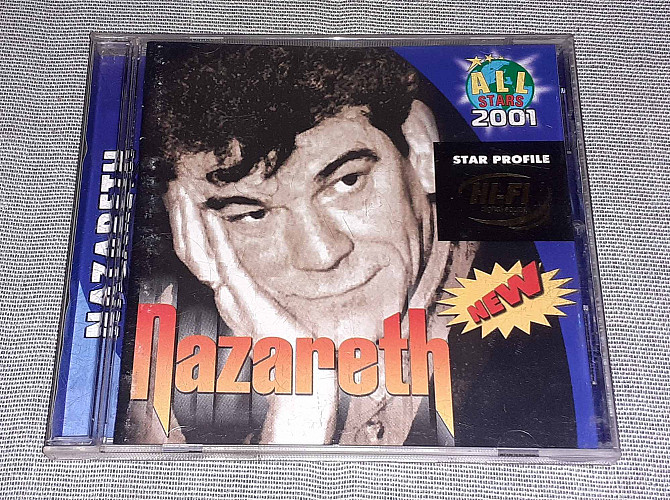 ALL
STARS
2001
STAR PROFILE
HI-FI
NAZARETH
NEW
Nazareth